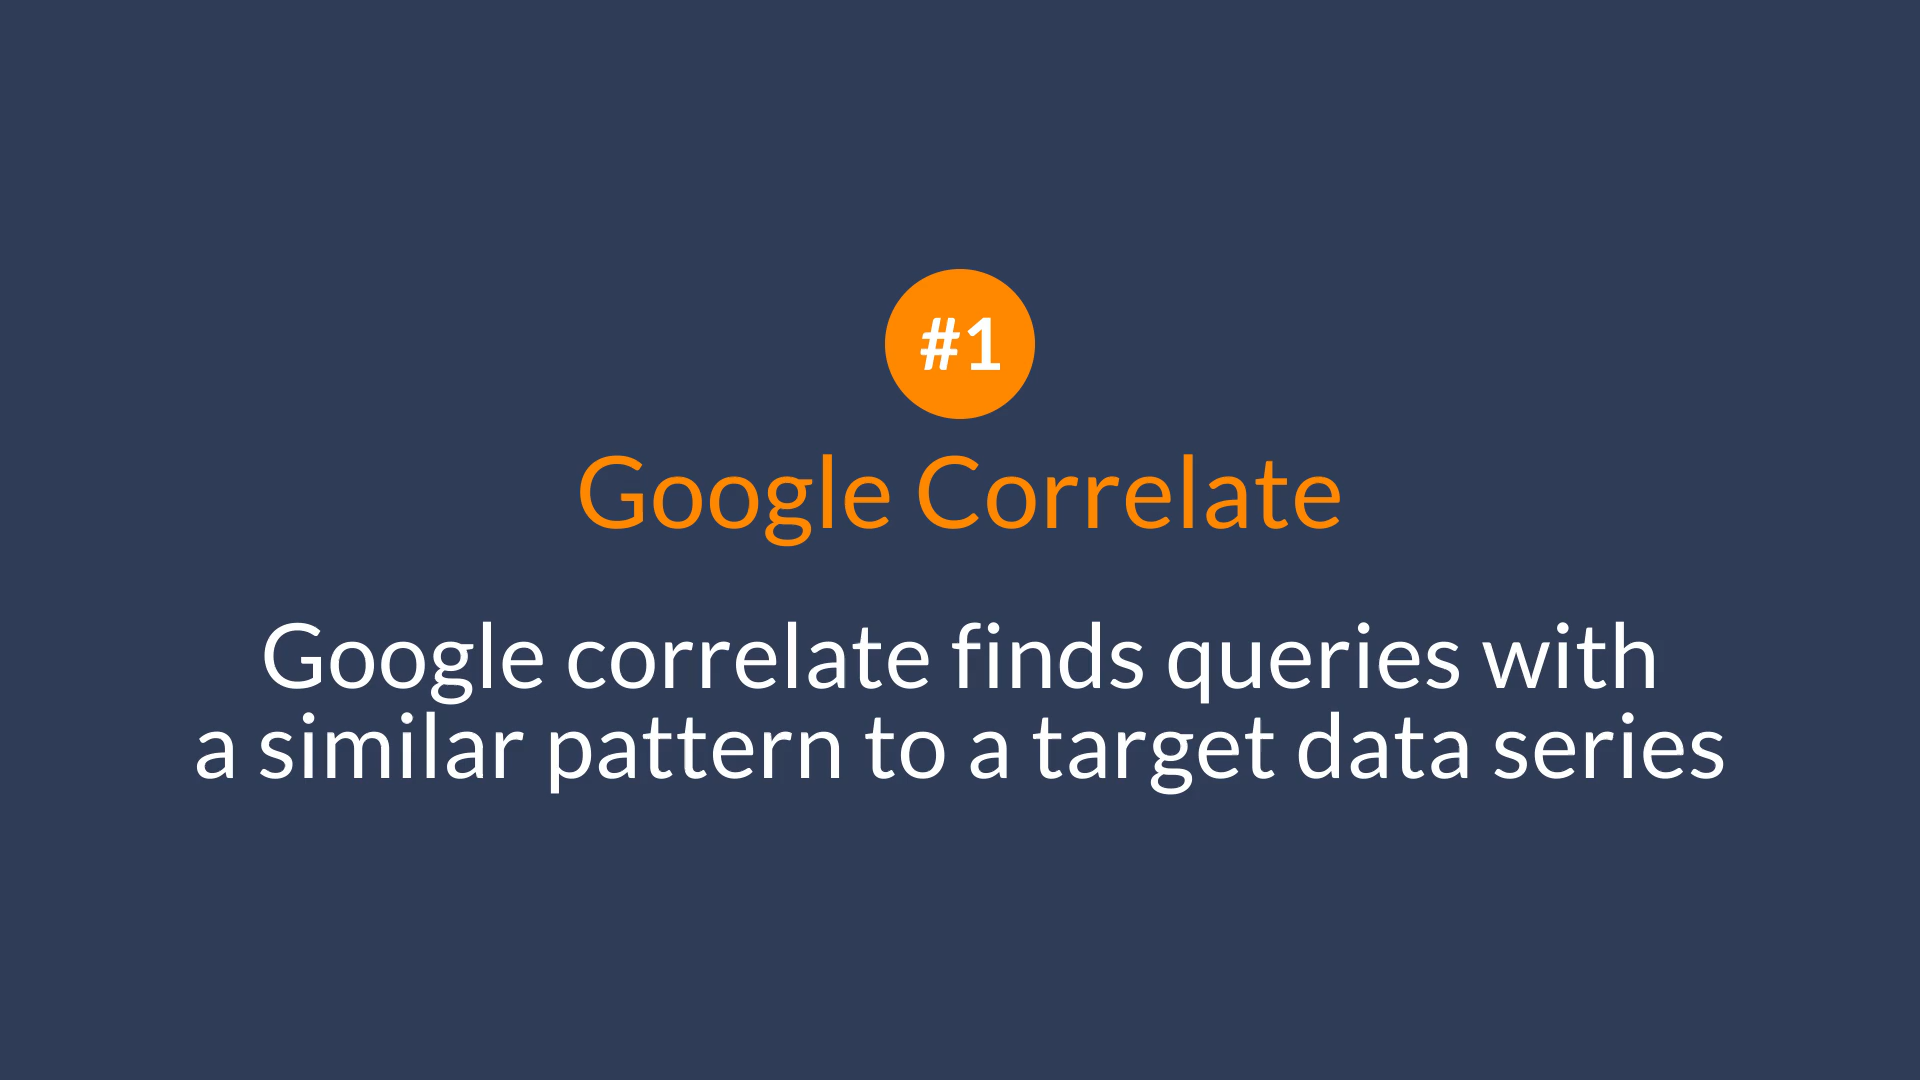 #1
Google Correlate
Google correlate finds queries with
a similar pattern to a target data series